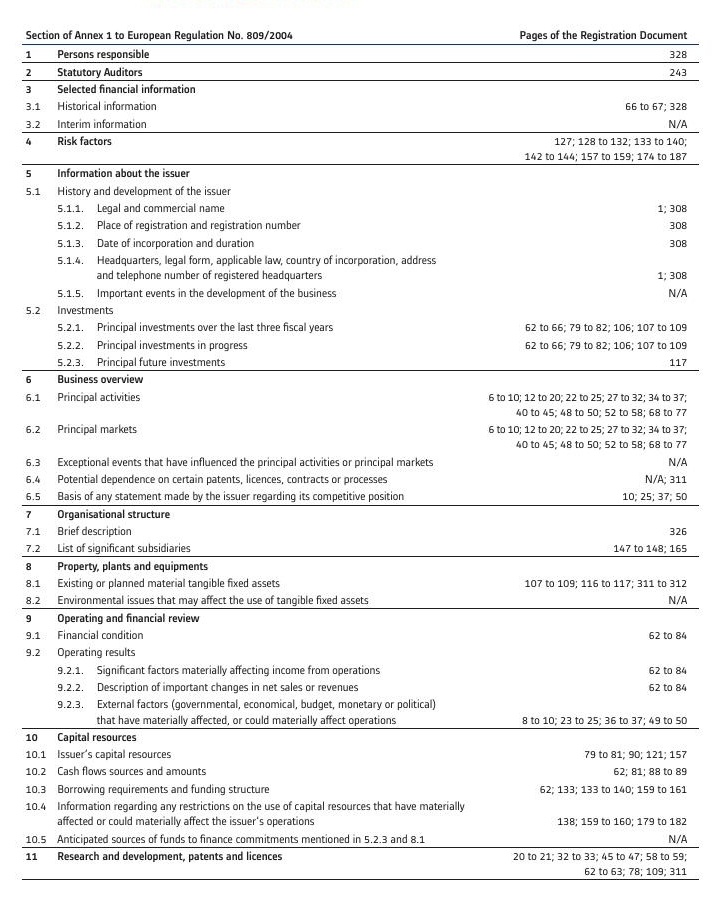 Section of Annex 1 to European Regulation No. 809/2004 Pages of the Registration Document
1 Persons responsible 328
2 Statutory Auditors 243
3 Selected financial information
3.1 Historical information 66 to 67; 328
3.2 Interim information N/A
4 Risk factors 127; 128 to 132; 133 to 140;
142 to 144; 157 to 159; 174 to 187
5 Information about the issuer
5.1 History and development of the issuer
5.1.1. Legal and commercial name 1; 308
5.1.2. Place of registration and registration number 308
5.1.3. Date of incorporation and duration 308
5.1.4. Headquarters, legal form, applicable law, country of incorporation, address
and telephone number of registered headquarters 1; 308
5.1.5. Important events in the development of the business N/A
5.2 Investments
5.2.1. Principal investments over the last three fiscal years 62 to 66; 79 to 82; 106; 107 to 109
5.2.2. Principal investments in progress 62 to 66; 79 to 82; 106; 107 to 109
5.2.3. Principal future investments 117
6 Business overview
6.1 Principal activities 6 to 10; 12 to 20; 22 to 25; 27 to 32; 34 to 37;
40 to 45; 48 to 50; 52 to 58; 68 to 77
6.2 Principal markets 6 to 10; 12 to 20; 22 to 25; 27 to 32; 34 to 37;
40 to 45; 48 to 50; 52 to 58; 68 to 77
6.3 Exceptional events that have influenced the principal activities or principal markets N/A
6.4 Potential dependence on certain patents, licences, contracts or processes N/A; 311
6.5 Basis of any statement made by the issuer regarding its competitive position 10; 25; 37; 50
7 Organisational structure
7.1 Brief description 326
7.2 List of significant subsidiaries 147 to 148; 165
8 Property, plants and equipments
8.1 Existing or planned material tangible fixed assets 107 to 109; 116 to 117; 311 to 312
8.2 Environmental issues that may affect the use of tangible fixed assets N/A
9 Operating and financial review
9.1 Financial condition 62 to 84
9.2 Operating results
9.2.1. Significant factors materially affecting income from operations 62 to 84
9.2.2. Description of important changes in net sales or revenues 62 to 84
9.2.3. External factors (governmental, economical, budget, monetary or political)
that have materially affected, or could materially affect operations 8 to 10; 23 to 25; 36 to 37; 49 to 50
10 Capital resources
10.1 Issuer's capital resources 79 to 81; 90; 121; 157
10.2 Cash flows sources and amounts 62; 81; 88 to 89
10.3 Borrowing requirements and funding structure 62; 133; 133 to 140; 159 to 161
10.4 Information regarding any restrictions on the use of capital resources that have materially
affected or could materially affect the issuer's operations 138; 159 to 160; 179 to 182
10.5 Anticipated sources of funds to finance commitments mentioned in 5.2.3 and 8.1 N/A
11 Research and development, patents and licences 20 to 21; 32 to 33; 45 to 47; 58 to 59;
62 to 63; 78; 109; 311